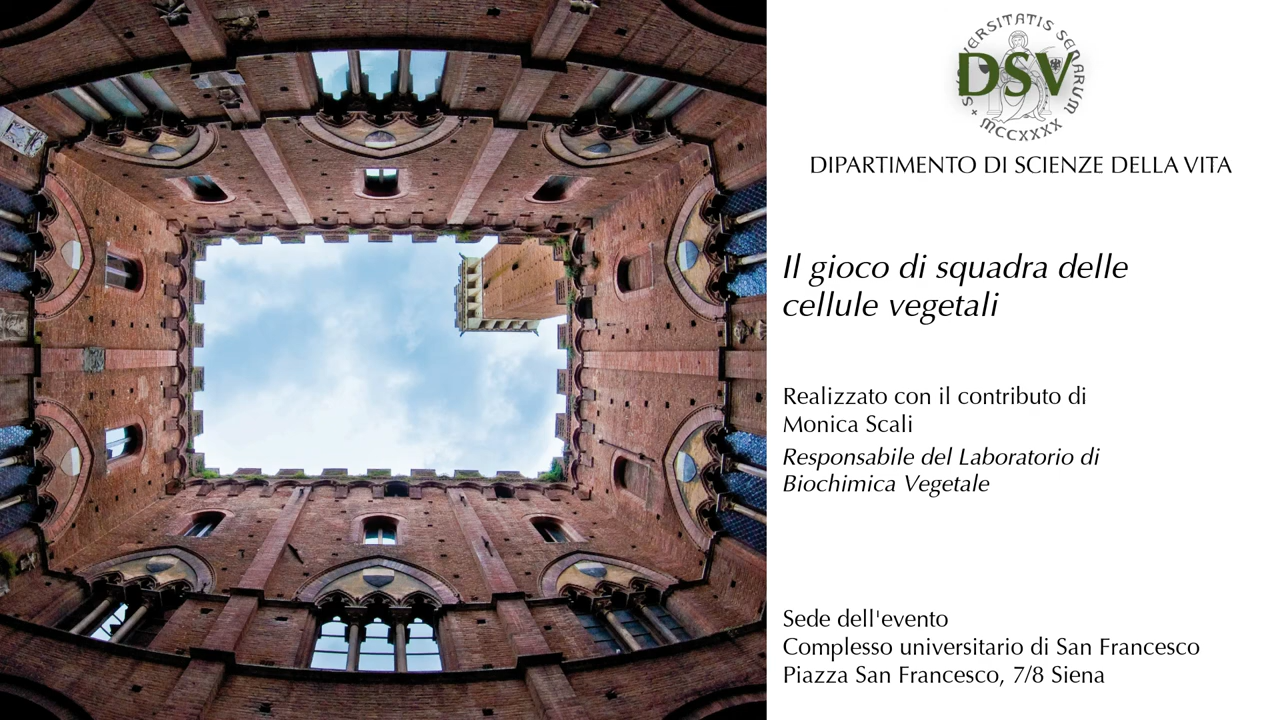 DSV
MCCXXXX
DIPARTIMENTO DI SCIENZE DELLA VITA
Il gioco di squadra delle
cellule vegetali
Realizzato con il contributo di
Monica Scali
Responsabile del Laboratorio di
Biochimica Vegetale
Sede dell'evento
Complesso universitario di San Francesco
Piazza San Francesco, 7/8 Siena